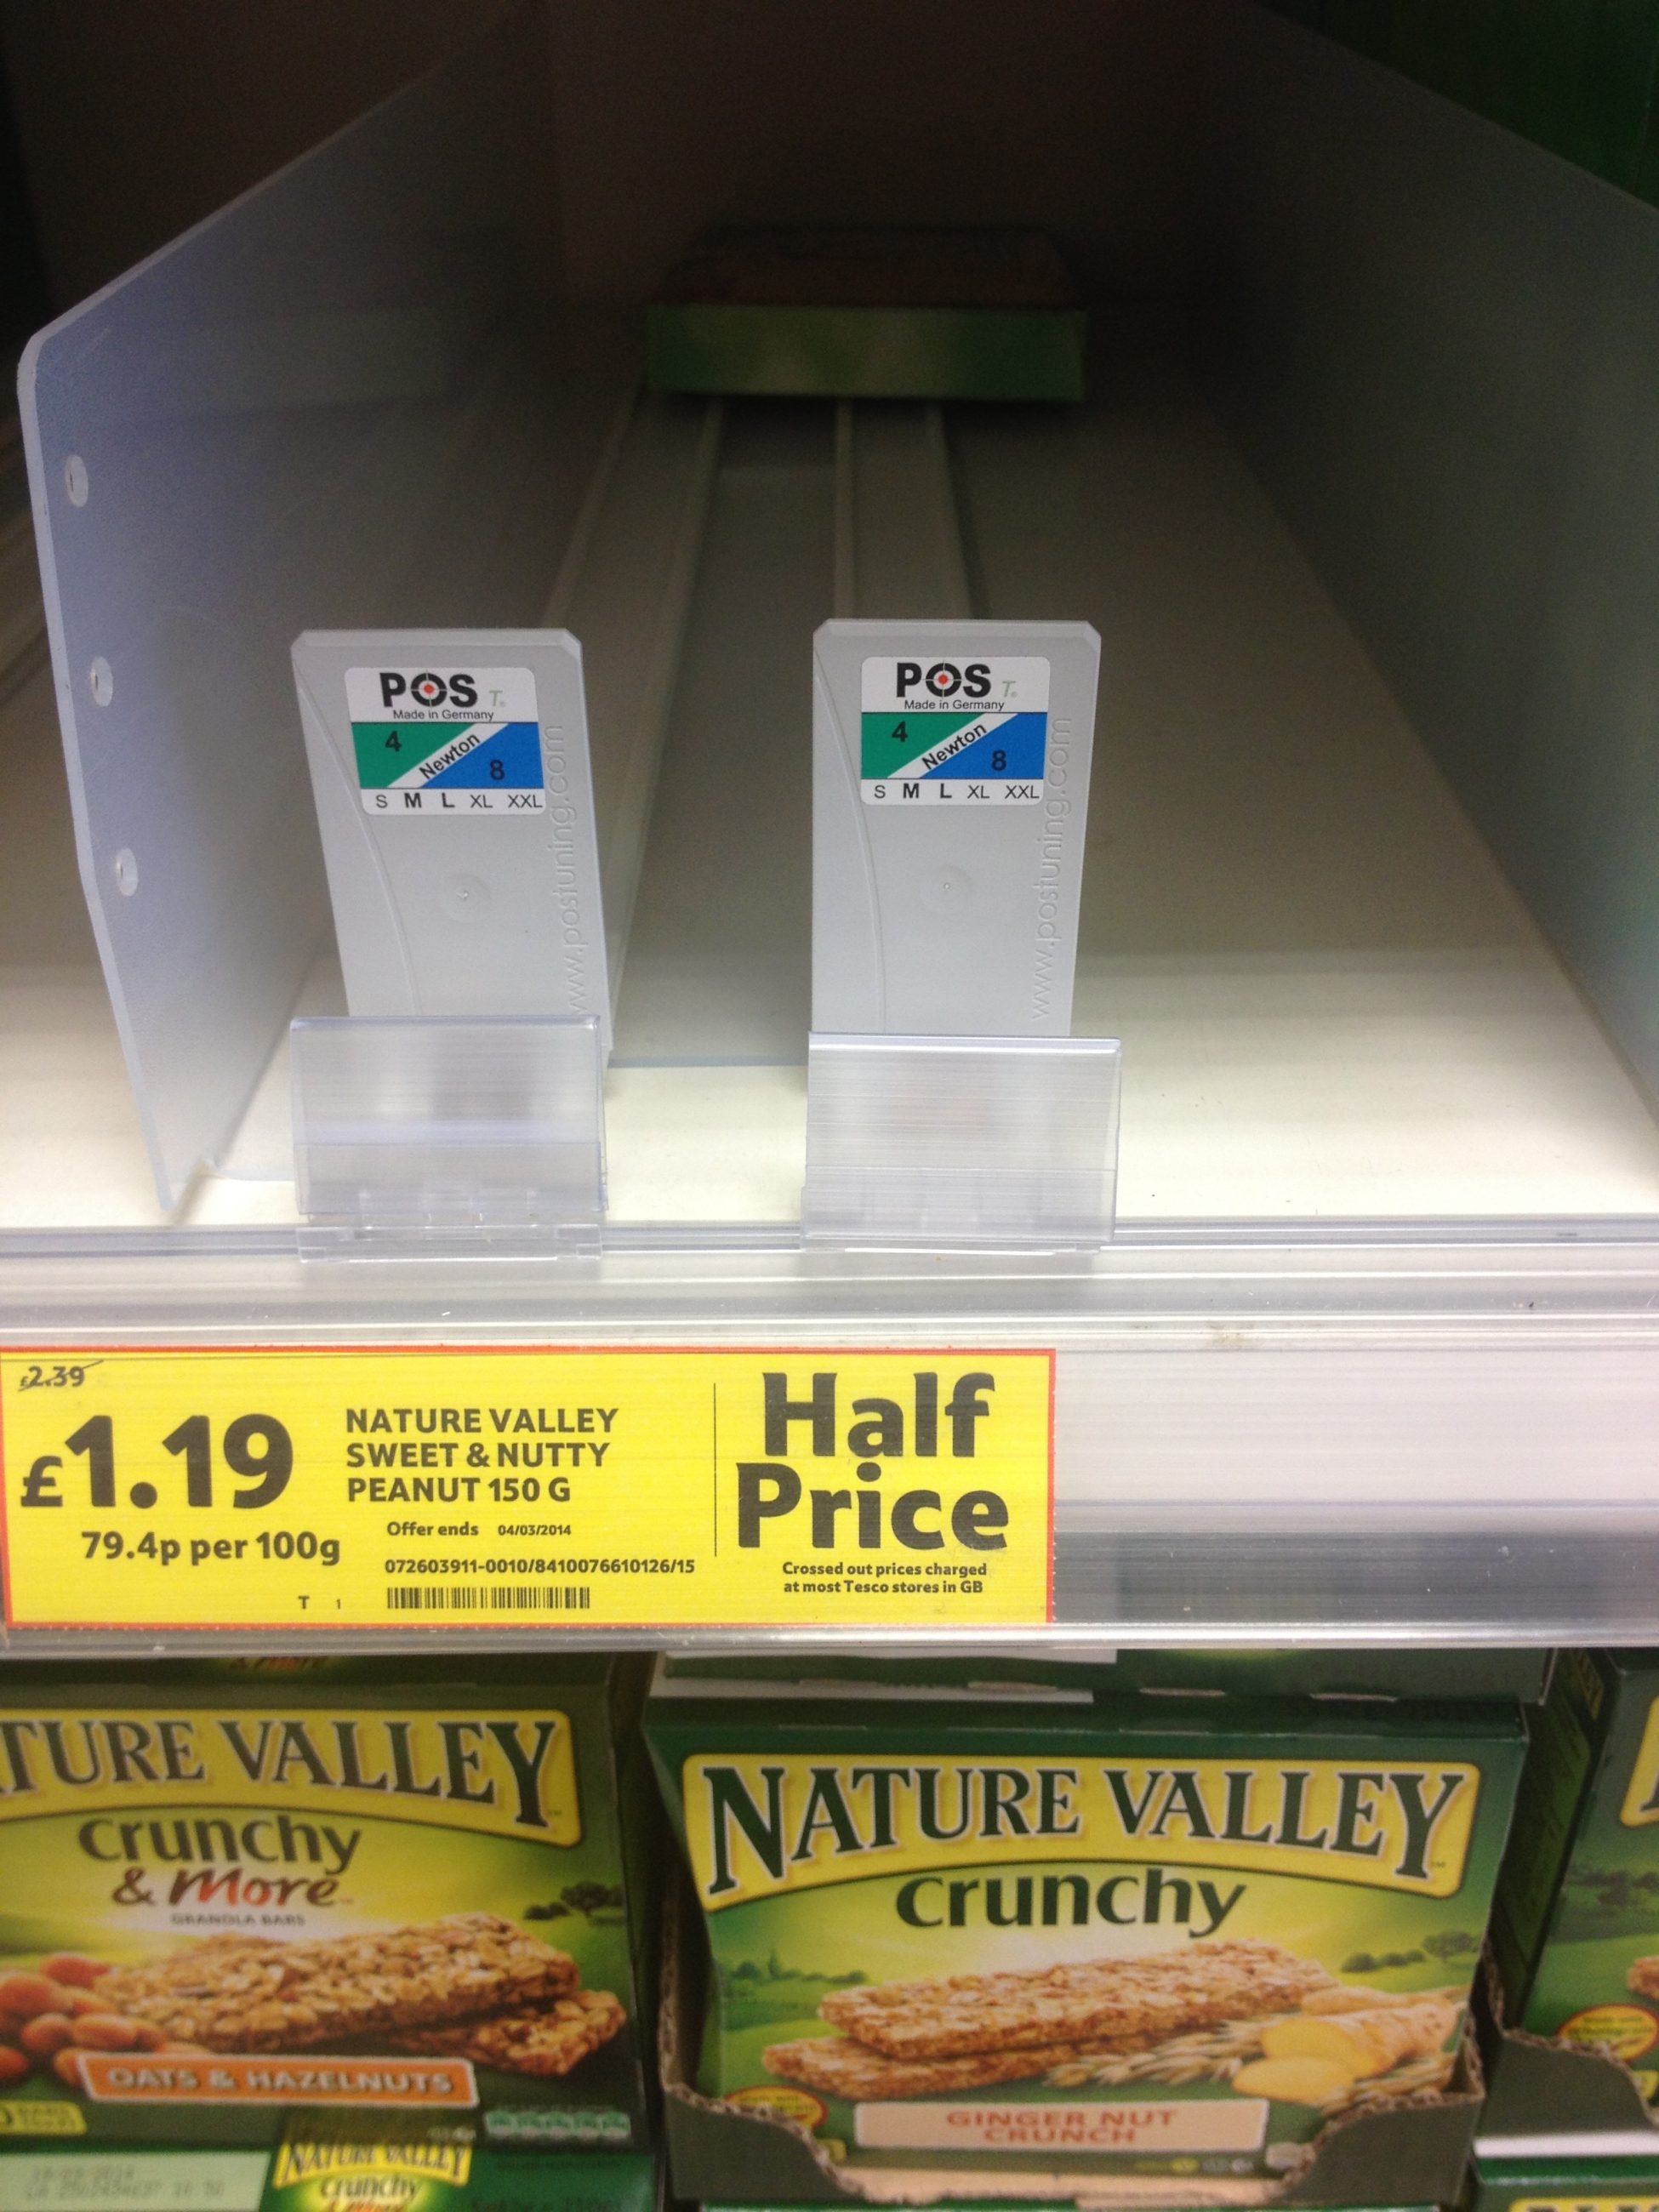 POS T®
Made in Germany
4 Newton 8
S M L XL XXL
www.postuning.com
POS T®
Made in Germany
4 Newton 8
S M L XL XXL
www.postuning.com
£2.39
£1.19
79.4p per 100g
NATURE VALLEY
SWEET & NUTTY
PEANUT 150 G
Offer ends 04/03/2014
072603911-0010/8410076610126/15
T 1
Half
Price
Crossed out prices charged
at most Tesco stores in GB
TURE VALLEY
Crunchy
& More
GRANOLA BARS
OATS & HAZELNUTS
NATURE VALLEY
Crunchy
NATURE VALLEY
Crunchy
GINGER NUT
CRUNCH